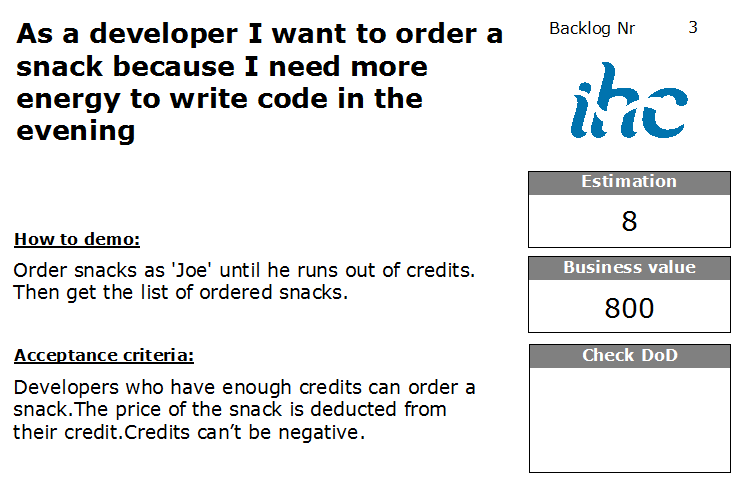 As a developer I want to order a
snack because I need more
energy to write code in the
evening
Backlog Nr 3
ihc
Estimation
8
Business value
800
How to demo:
Order snacks as 'Joe' until he runs out of credits.
Then get the list of ordered snacks.
Acceptance criteria:
Developers who have enough credits can order a
snack.The price of the snack is deducted from
their credit.Credits can’t be negative.
Check DoD